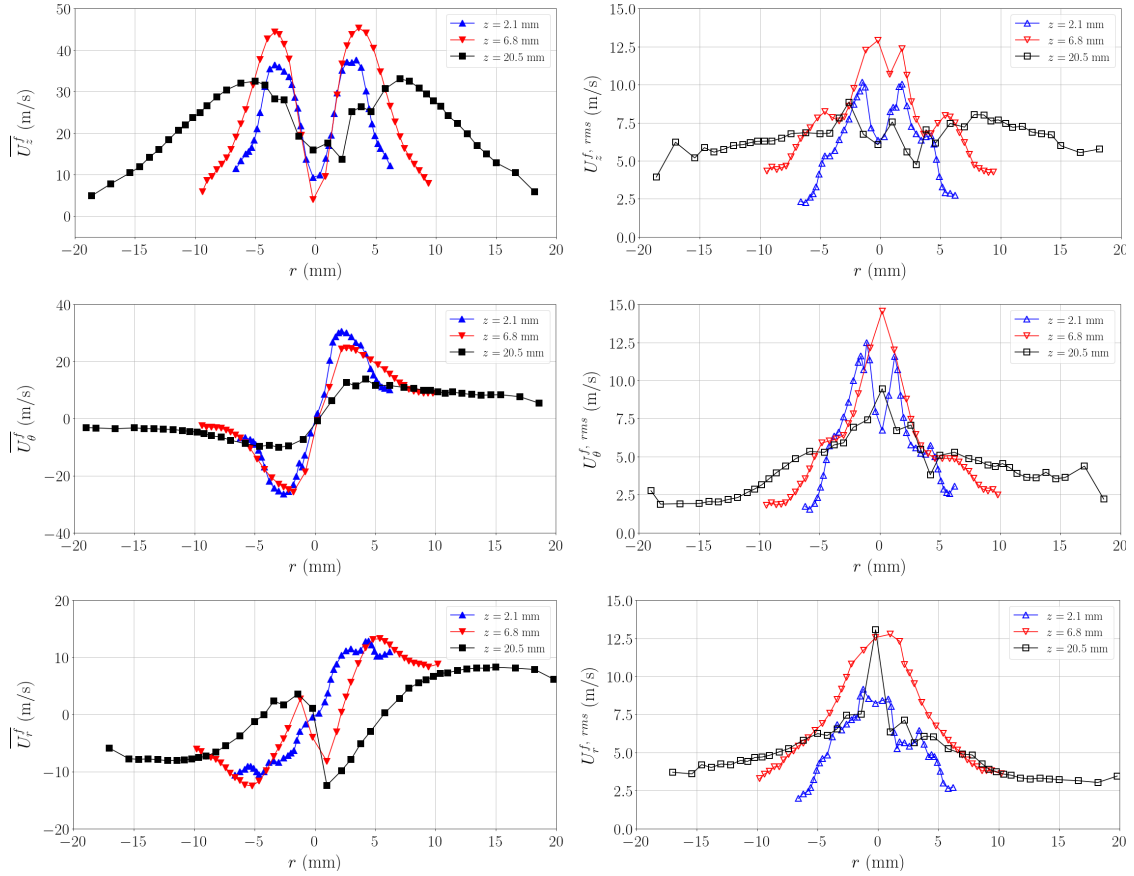 50
40
30
20
10
0
−20 −15 −10 −5 0 5 10 15 20
r (mm)
U_z^f (m/s)
z = 2.1 mm
z = 6.8 mm
z = 20.5 mm
15.0
12.5
10.0
7.5
5.0
2.5
0.0
−20 −15 −10 −5 0 5 10 15 20
r (mm)
U_z^{f, rms} (m/s)
z = 2.1 mm
z = 6.8 mm
z = 20.5 mm
40
20
0
−20
−40
−20 −15 −10 −5 0 5 10 15 20
r (mm)
U_θ^f (m/s)
z = 2.1 mm
z = 6.8 mm
z = 20.5 mm
15.0
12.5
10.0
7.5
5.0
2.5
0.0
−20 −15 −10 −5 0 5 10 15 20
r (mm)
U_θ^{f, rms} (m/s)
z = 2.1 mm
z = 6.8 mm
z = 20.5 mm
20
10
0
−10
−20
−20 −15 −10 −5 0 5 10 15 20
r (mm)
U_r^f (m/s)
z = 2.1 mm
z = 6.8 mm
z = 20.5 mm
15.0
12.5
10.0
7.5
5.0
2.5
0.0
−20 −15 −10 −5 0 5 10 15 20
r (mm)
U_r^{f, rms} (m/s)
z = 2.1 mm
z = 6.8 mm
z = 20.5 mm